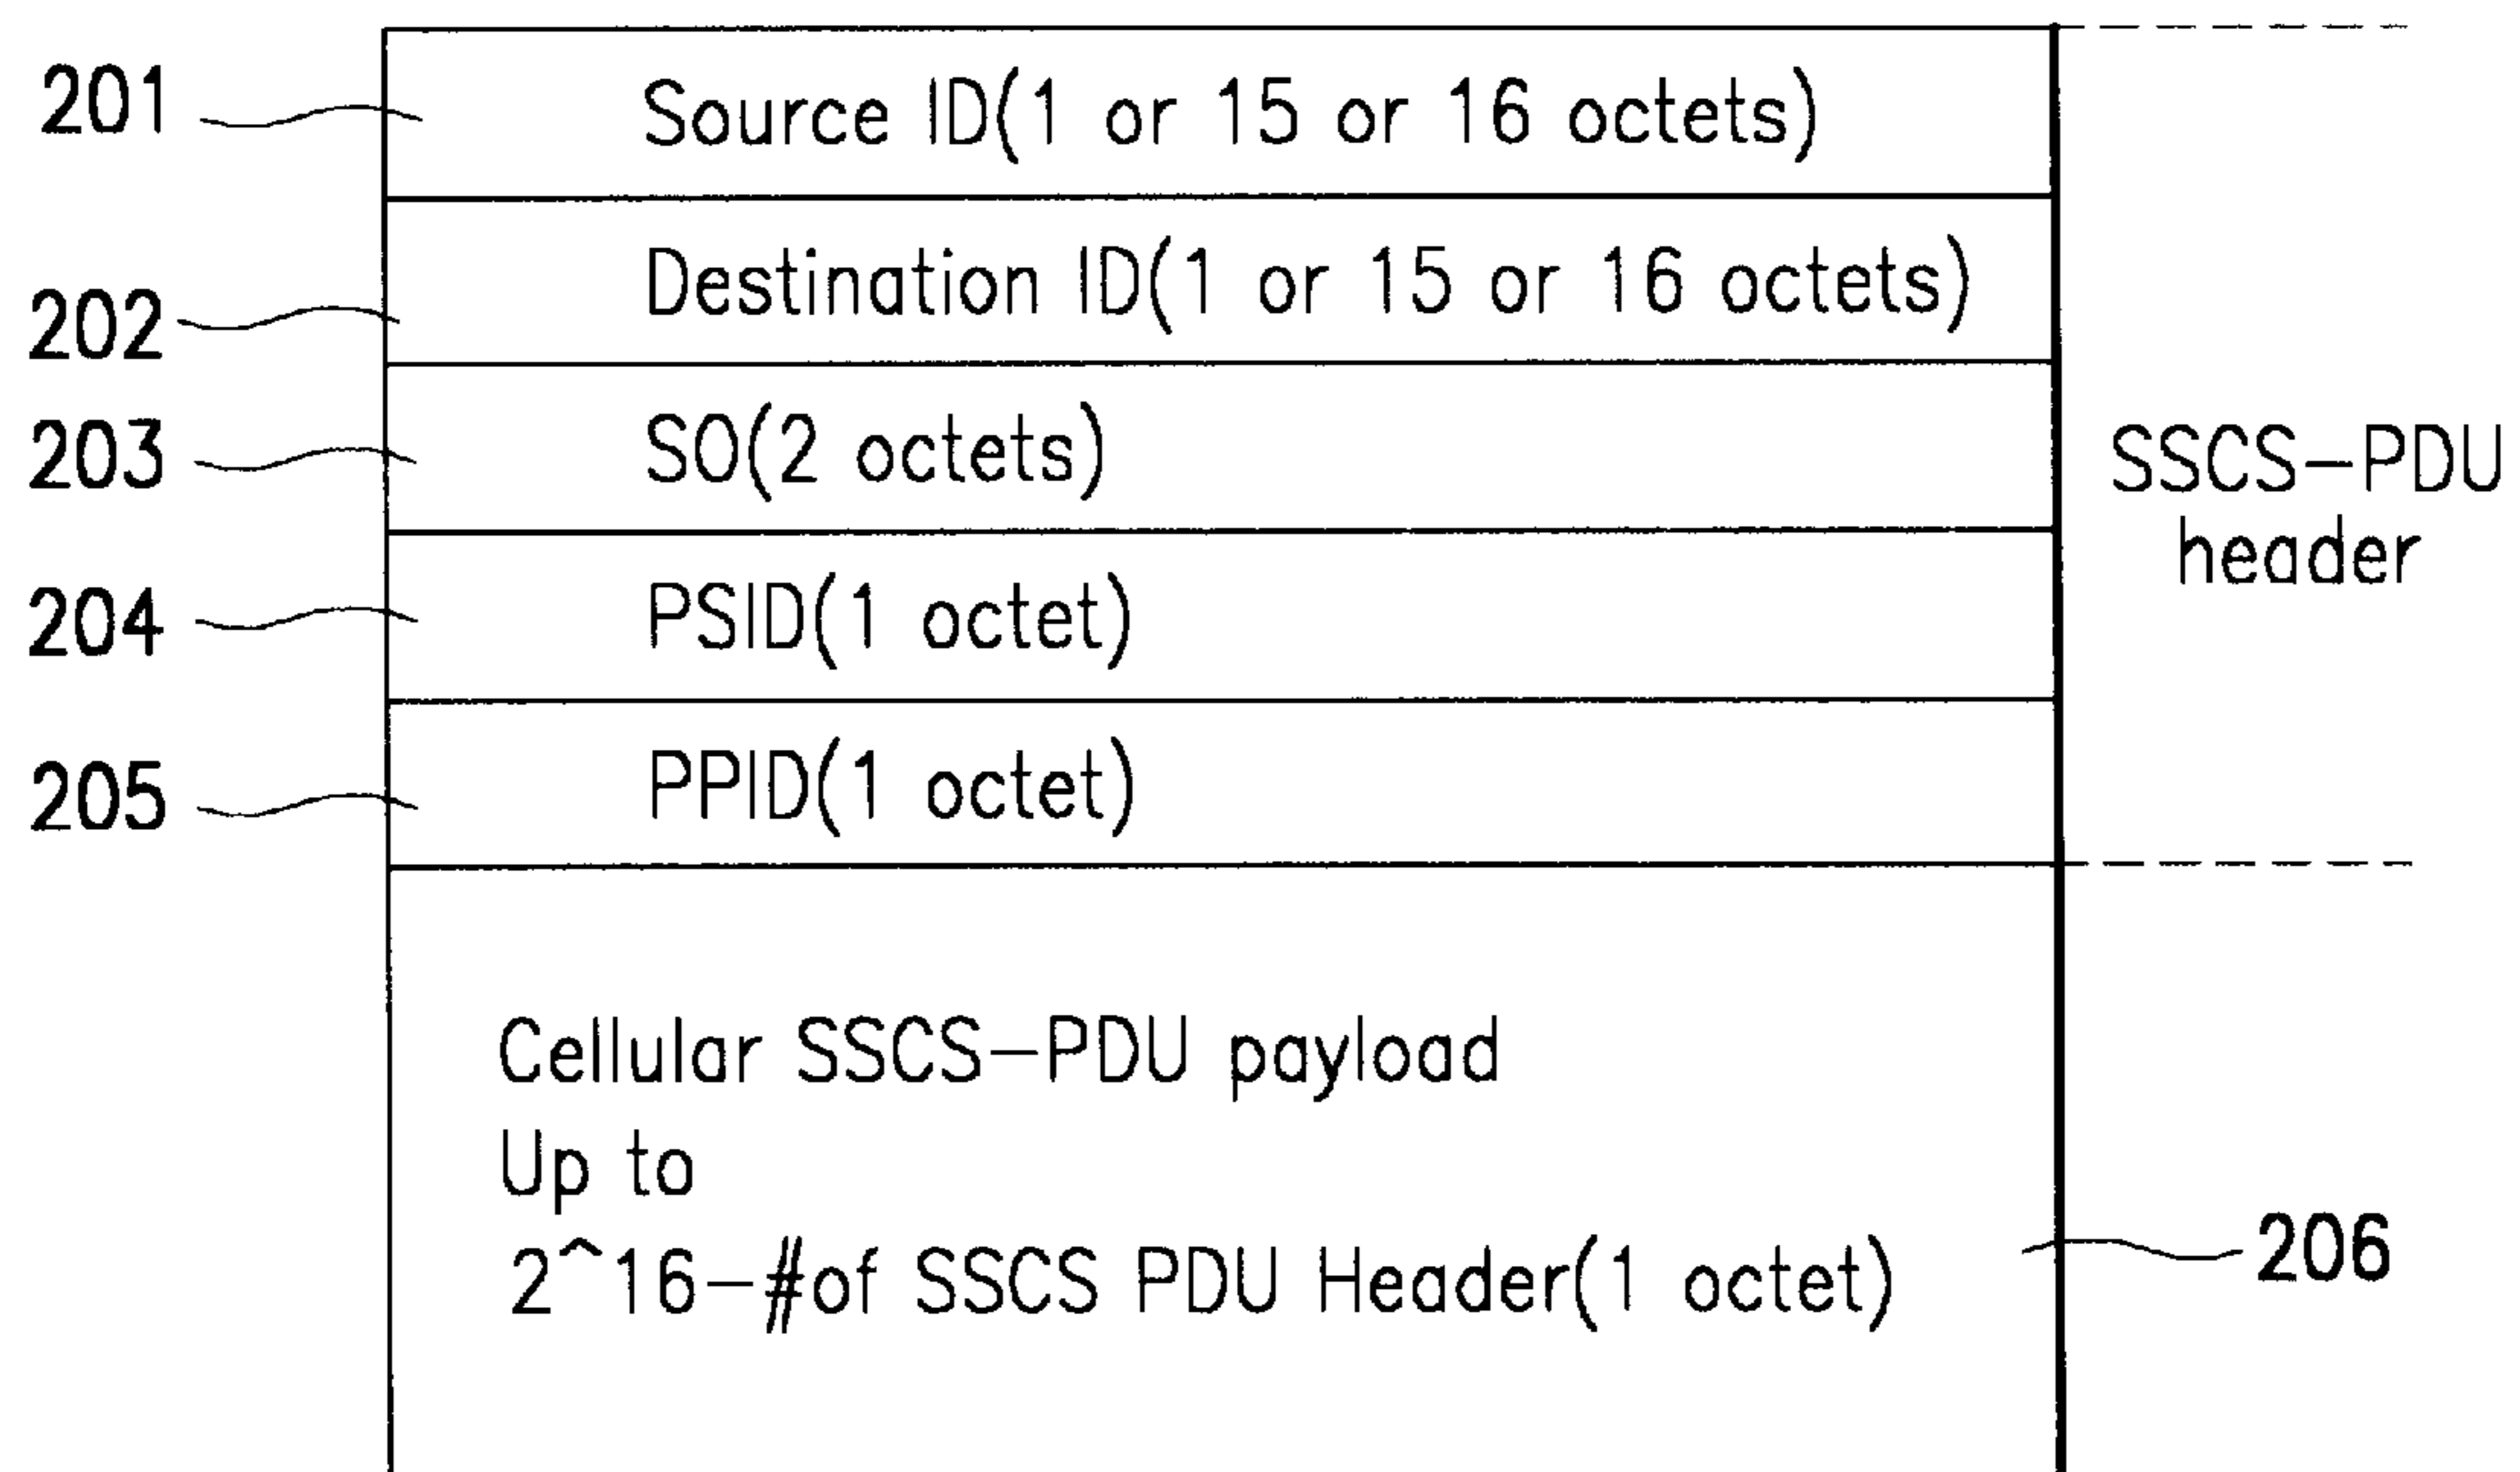 201
Source ID(1 or 15 or 16 octets)
202
Destination ID(1 or 15 or 16 octets)
203
SO(2 octets)
SSCS-PDU
header
204
PSID(1 octet)
205
PPID(1 octet)
Cellular SSCS-PDU payload
Up to
2^16-#of SSCS PDU Header(1 octet)
206